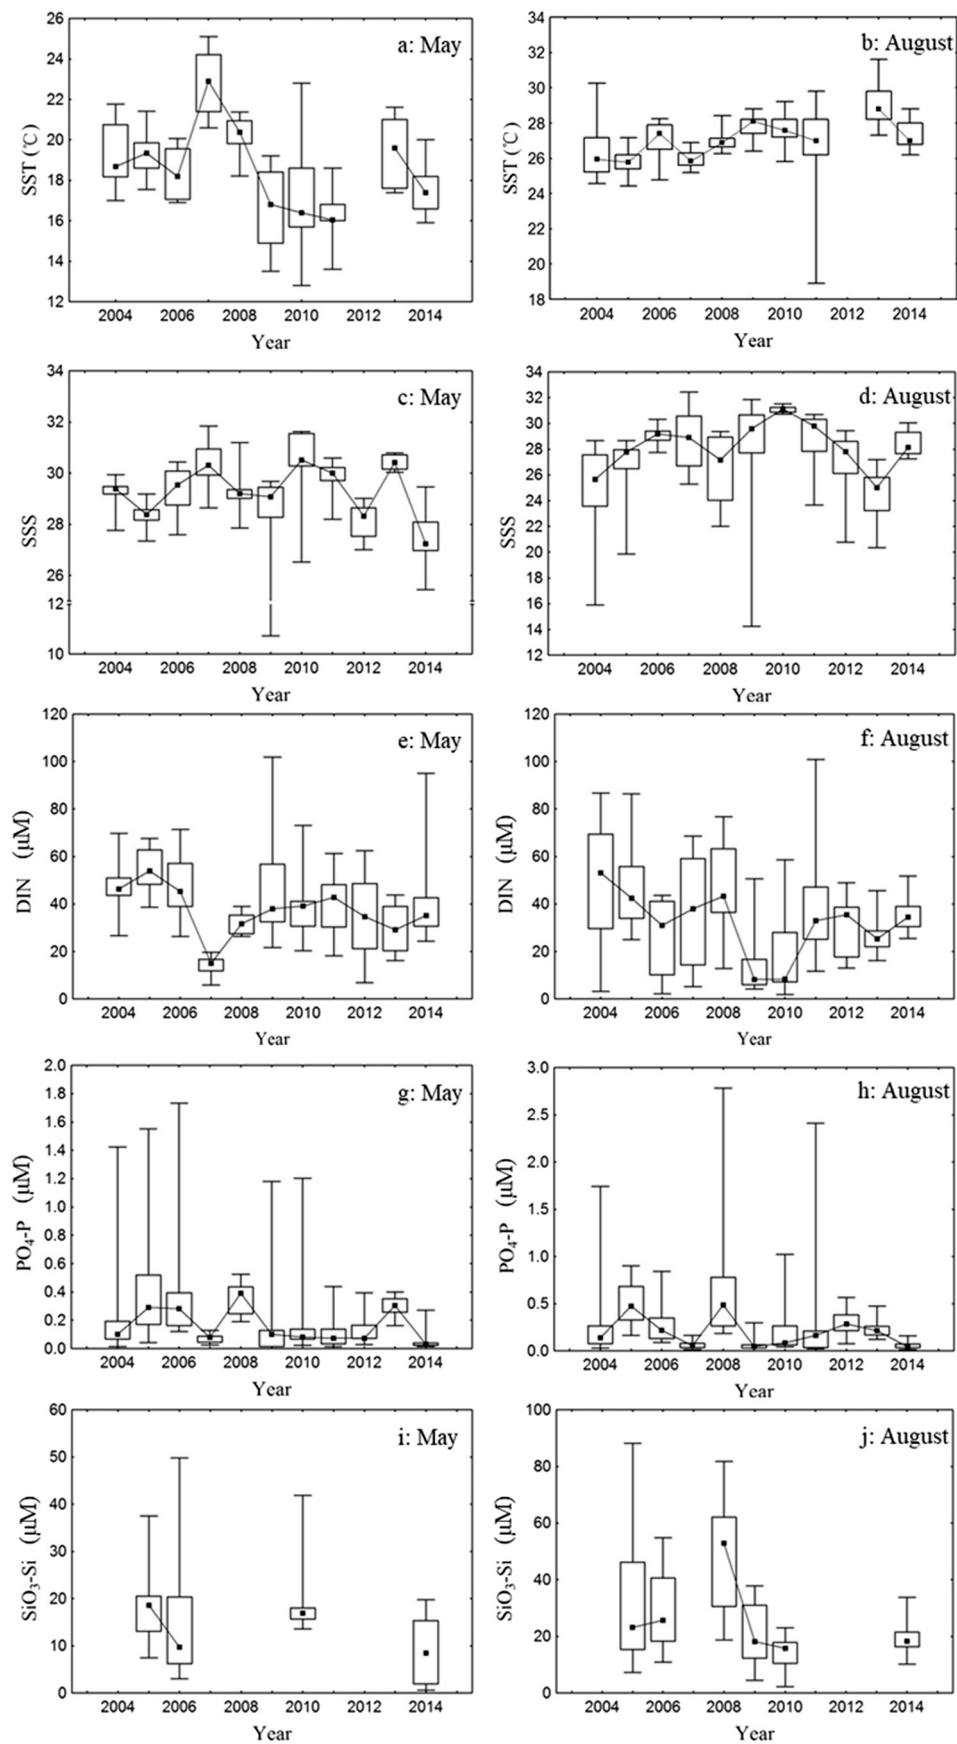 26
24
22
20
18
16
14
12
SST (℃)
a: May
2004 2006 2008 2010 2012 2014
Year
34
32
30
28
26
24
22
20
18
SST (℃)
b: August
2004 2006 2008 2010 2012 2014
Year
34
32
30
28
26
12
10
SSS
c: May
2004 2006 2008 2010 2012 2014
Year
34
32
30
28
26
24
22
20
18
16
14
12
SSS
d: August
2004 2006 2008 2010 2012 2014
Year
120
100
80
60
40
20
0
DIN (μM)
e: May
2004 2006 2008 2010 2012 2014
Year
120
100
80
60
40
20
0
DIN (μM)
f: August
2004 2006 2008 2010 2012 2014
Year
2.0
1.8
1.6
1.4
1.2
1.0
0.8
0.6
0.4
0.2
0.0
PO₄-P (μM)
g: May
2004 2006 2008 2010 2012 2014
Year
3.0
2.5
2.0
1.5
1.0
0.5
0.0
PO₄-P (μM)
h: August
2004 2006 2008 2010 2012 2014
Year
60
50
40
30
20
10
0
SiO₃-Si (μM)
i: May
2004 2006 2008 2010 2012 2014
Year
100
80
60
40
20
0
SiO₃-Si (μM)
j: August
2004 2006 2008 2010 2012 2014
Year